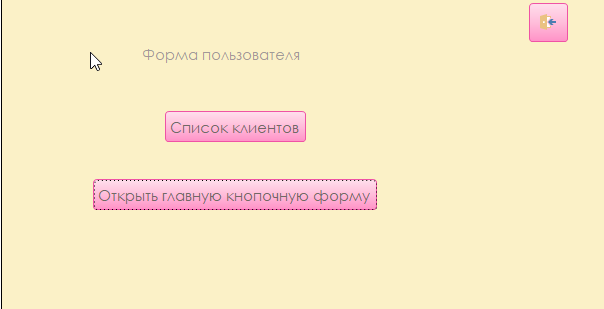 Форма пользователя
Список клиентов
Открыть главную кнопочную форму